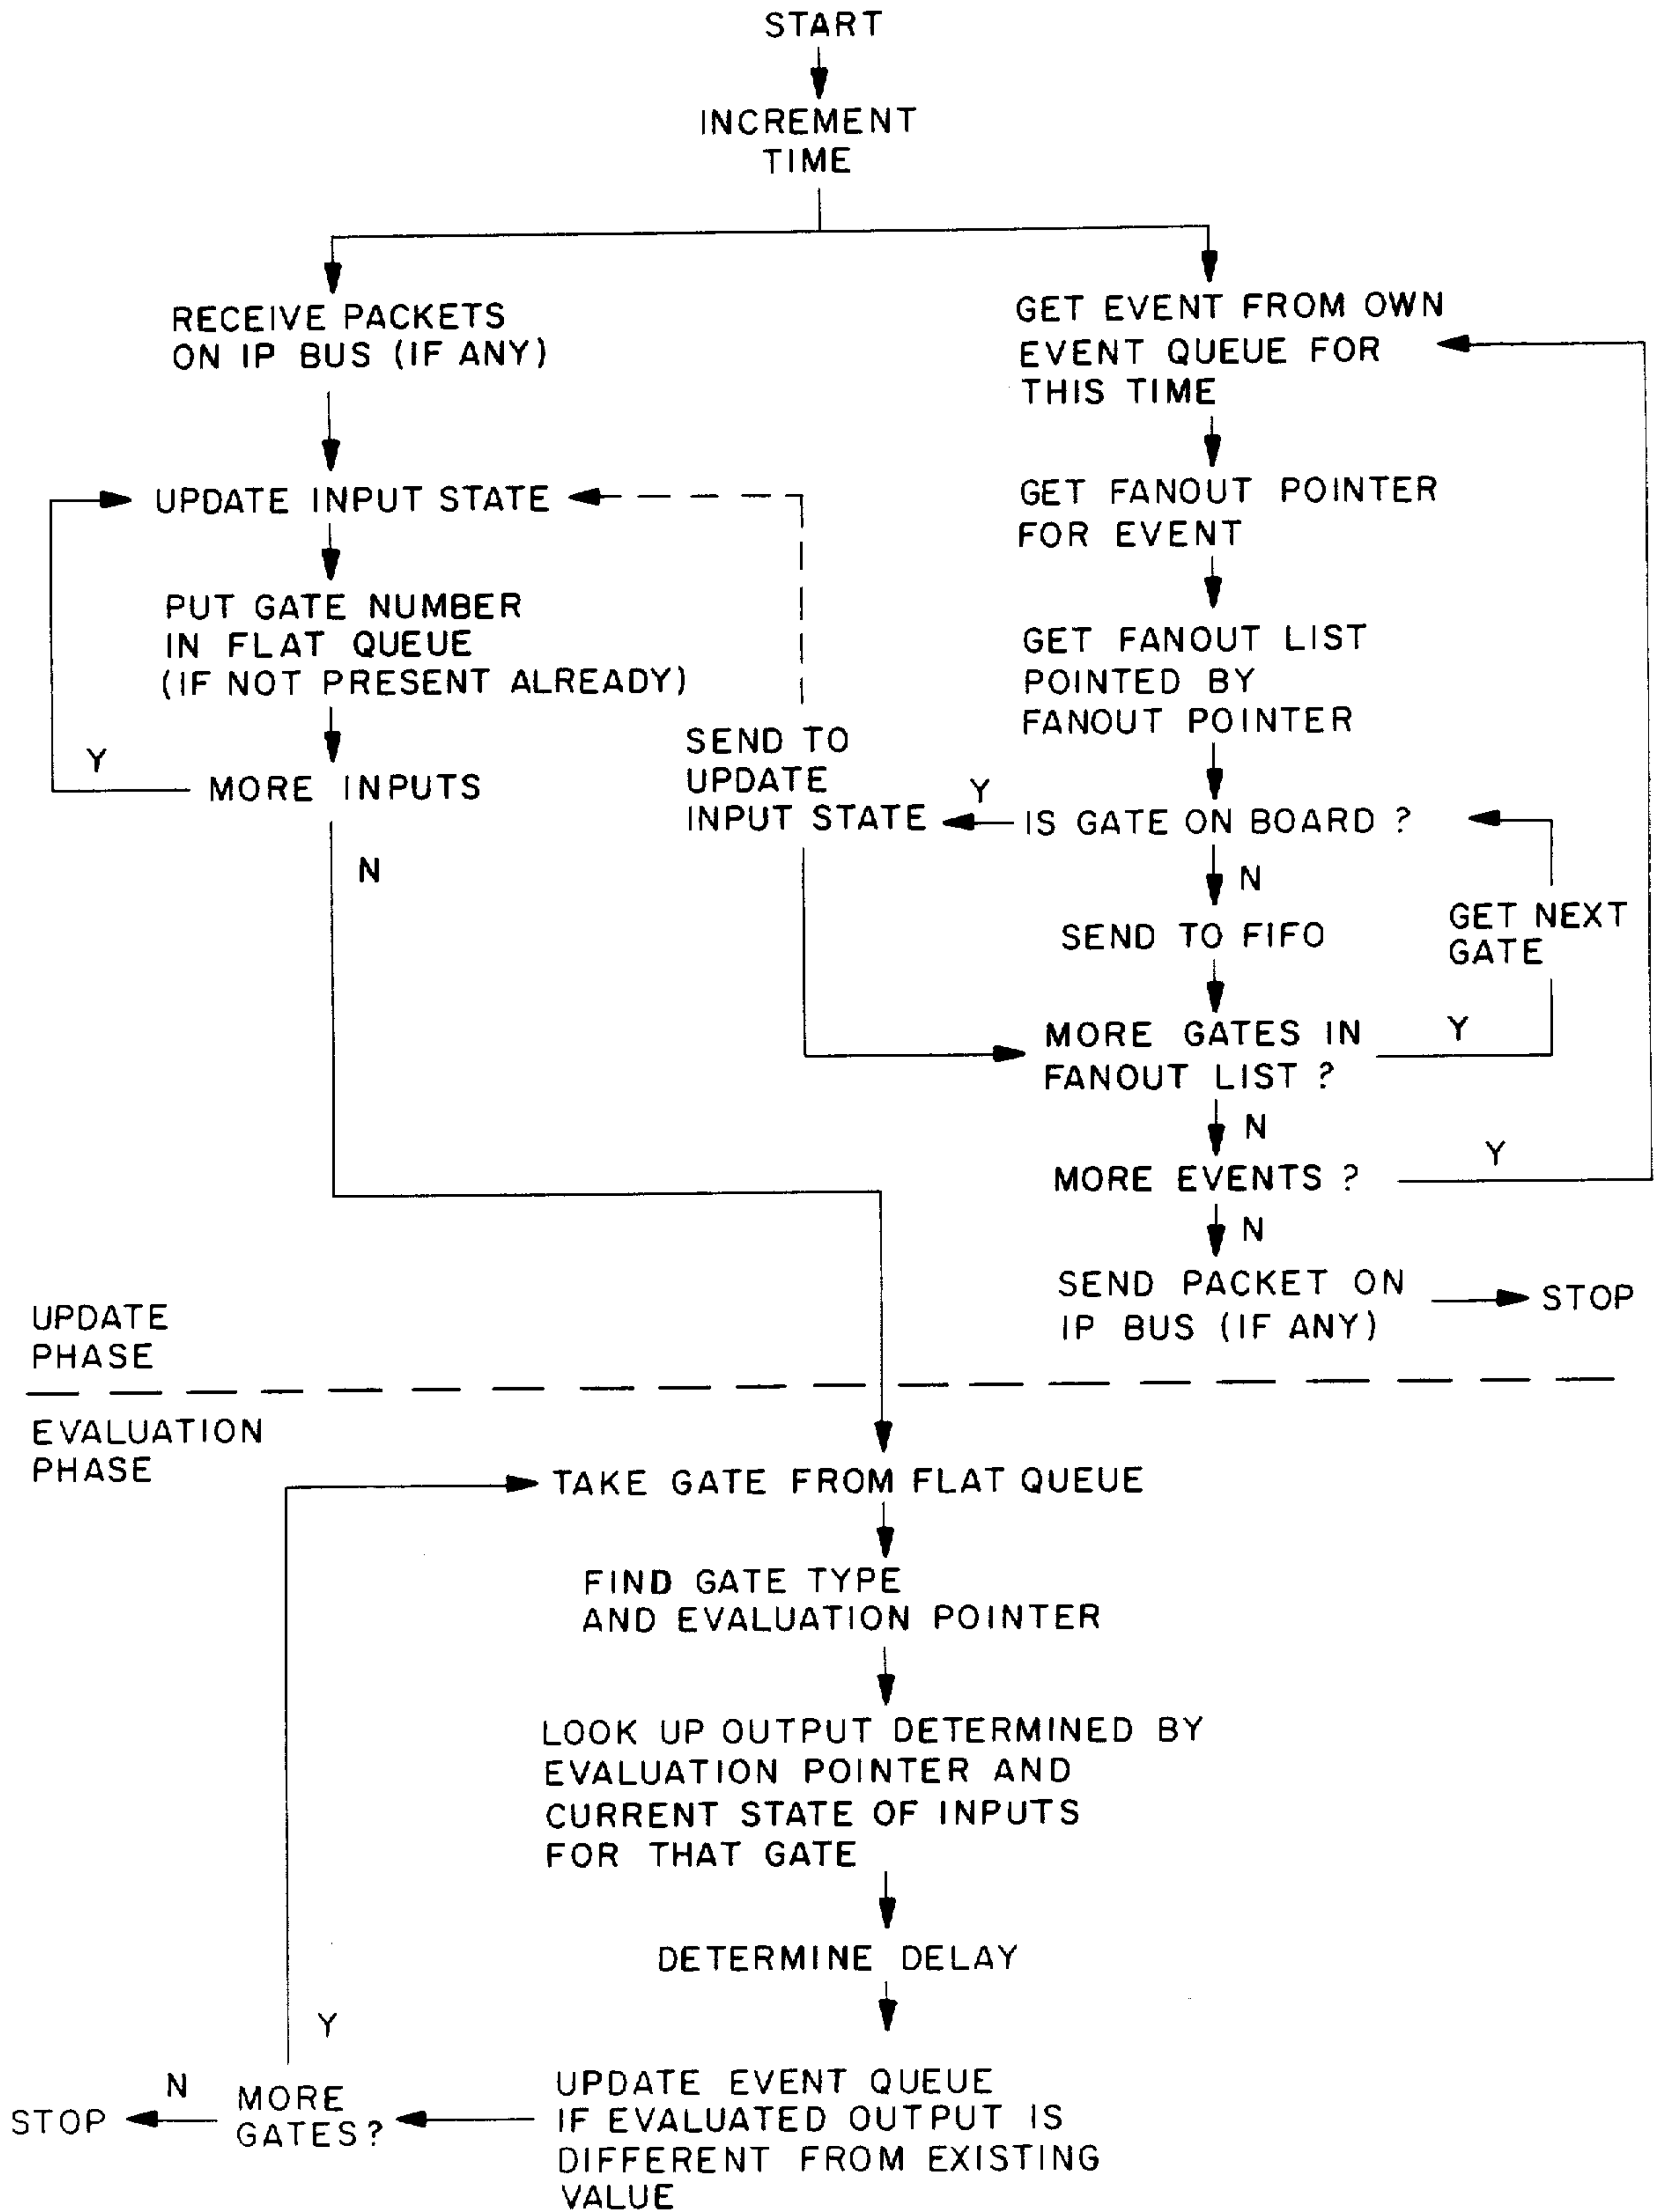 START
INCREMENT
TIME
RECEIVE PACKETS
ON IP BUS (IF ANY)
UPDATE INPUT STATE
PUT GATE NUMBER
IN FLAT QUEUE
(IF NOT PRESENT ALREADY)
Y
MORE INPUTS
N
GET EVENT FROM OWN
EVENT QUEUE FOR
THIS TIME
GET FANOUT POINTER
FOR EVENT
GET FANOUT LIST
POINTED BY
FANOUT POINTER
SEND TO
UPDATE
INPUT STATE
Y
IS GATE ON BOARD ?
N
SEND TO FIFO
GET NEXT
GATE
MORE GATES IN
FANOUT LIST ?
Y
N
MORE EVENTS ?
Y
N
SEND PACKET ON
IP BUS (IF ANY)
STOP
UPDATE
PHASE
EVALUATION
PHASE
TAKE GATE FROM FLAT QUEUE
FIND GATE TYPE
AND EVALUATION POINTER
LOOK UP OUTPUT DETERMINED BY
EVALUATION POINTER AND
CURRENT STATE OF INPUTS
FOR THAT GATE
DETERMINE DELAY
UPDATE EVENT QUEUE
IF EVALUATED OUTPUT IS
DIFFERENT FROM EXISTING
VALUE
Y
MORE
GATES?
N
STOP